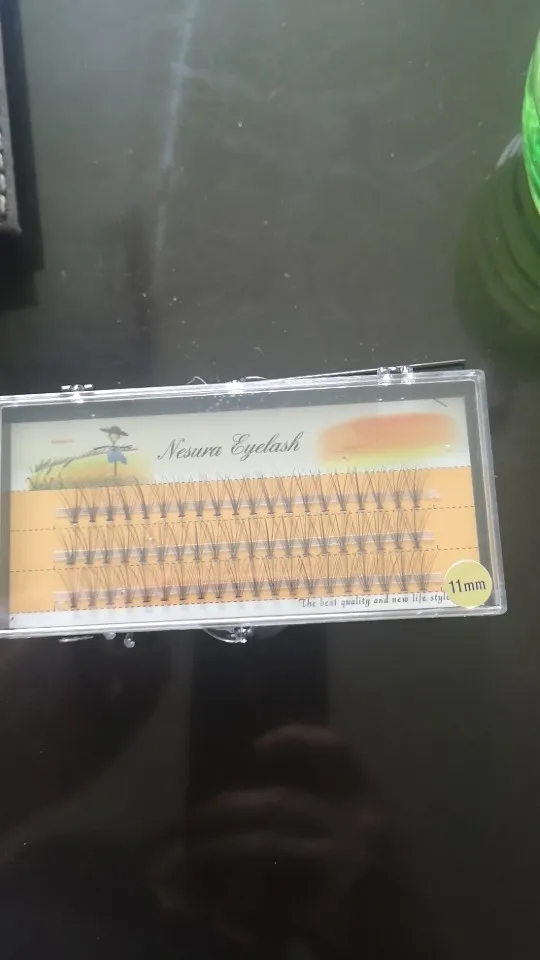 Nesura Eyelash
11mm
The best quality and new life style